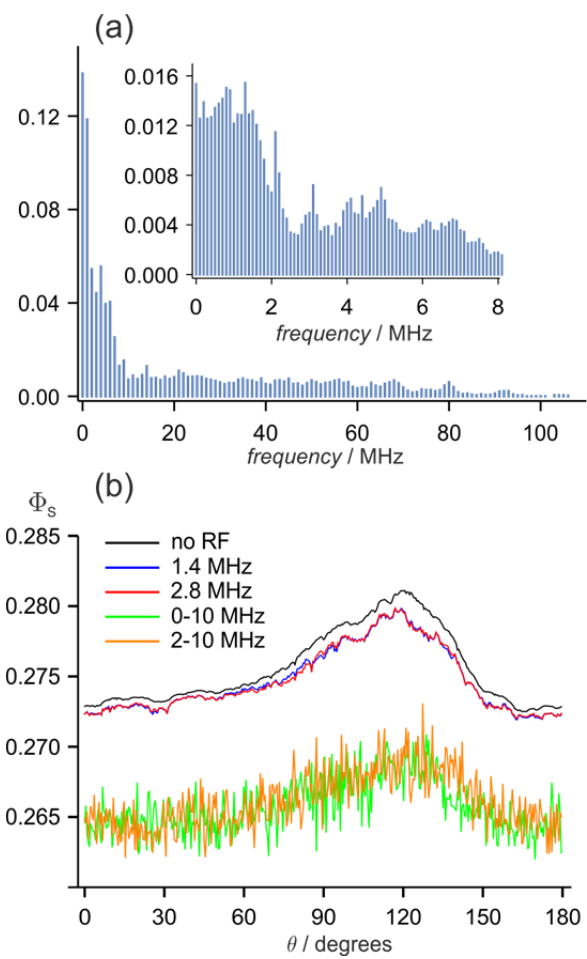 (a)
0.12
0.08
0.04
0.00
0 20 40 60 80 100
frequency / MHz
0.016
0.012
0.008
0.004
0.000
0 2 4 6 8
frequency / MHz
(b)
Φs
0.285
0.280
0.275
0.270
0.265
no RF
1.4 MHz
2.8 MHz
0-10 MHz
2-10 MHz
0 30 60 90 120 150 180
θ / degrees